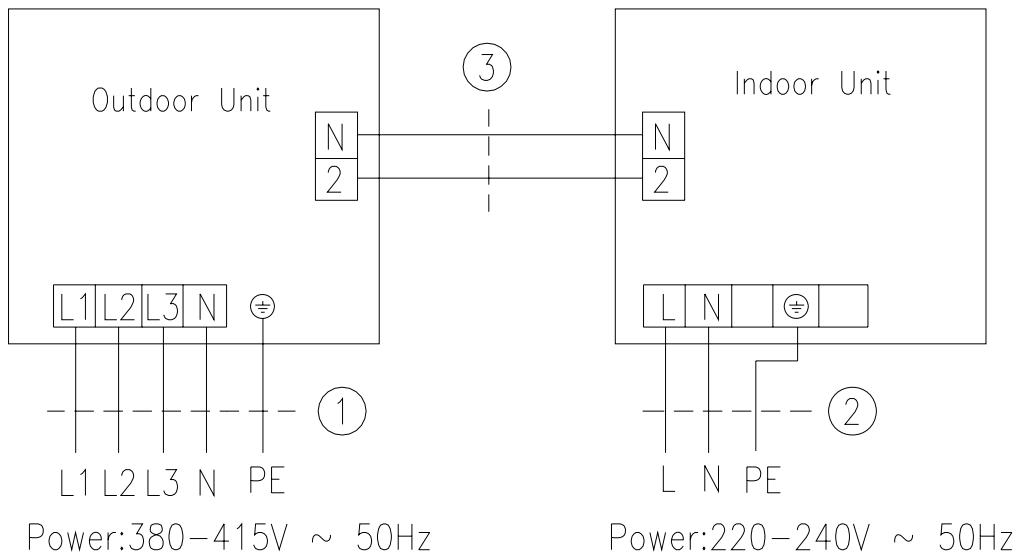 Outdoor Unit
3
Indoor Unit
N
2
N
2
L1 L2 L3 N
L N
1
2
L1 L2 L3 N PE
L N PE
Power:380-415V ~ 50Hz
Power:220-240V ~ 50Hz